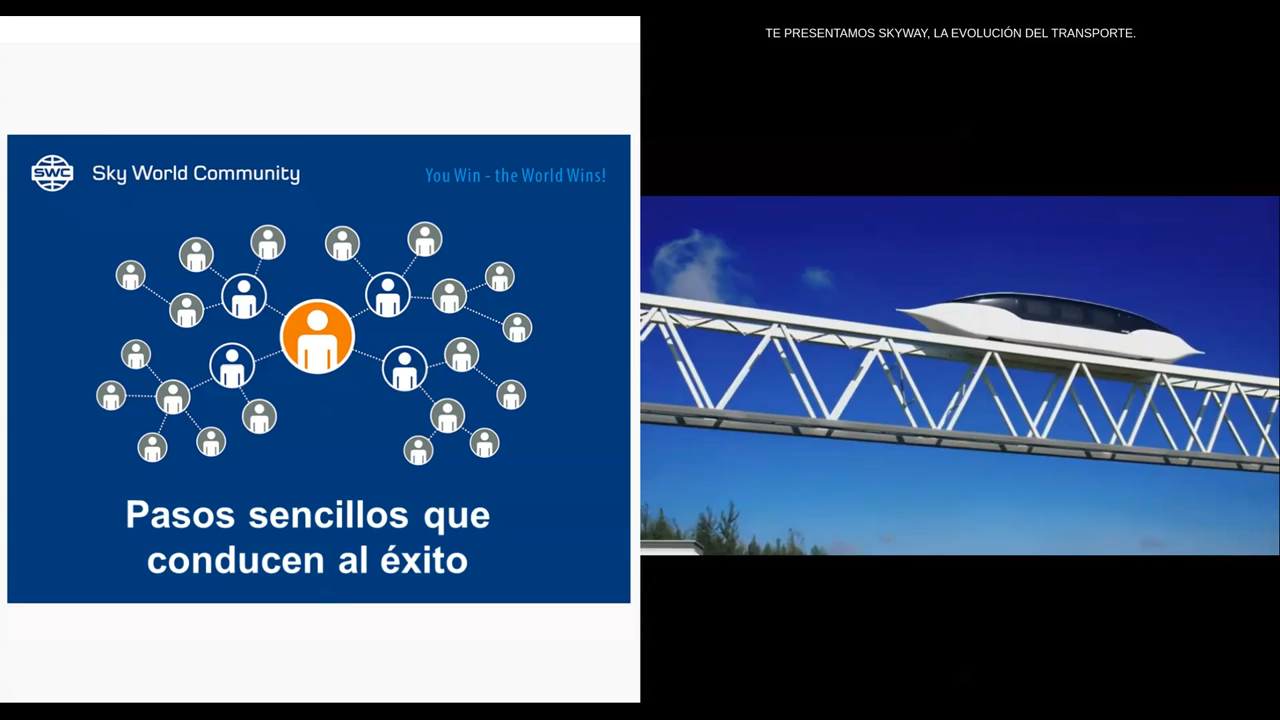 SWC
Sky World Community
You Win - the World Wins!
Pasos sencillos que
conducen al éxito
TE PRESENTAMOS SKYWAY, LA EVOLUCIÓN DEL TRANSPORTE.